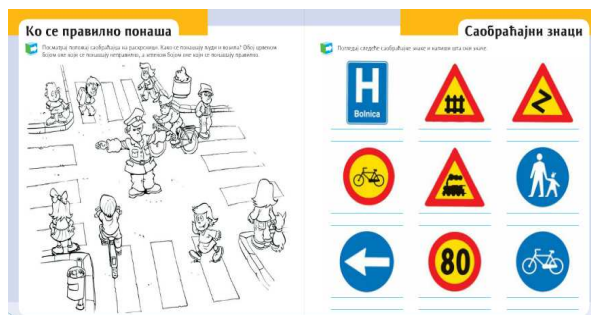 Ко се правилно понаша
Посматрај положај саобраћајца на раскрсници. Како се понашају људи и возила? Обој црвеном
бојом оне који се понашају неправилно, а зеленом бојом оне који се понашају правилно.
Саобраћајни знаци
Погледај следеће саобраћајне знаке и напиши шта они значе.
H
Bolnica
80